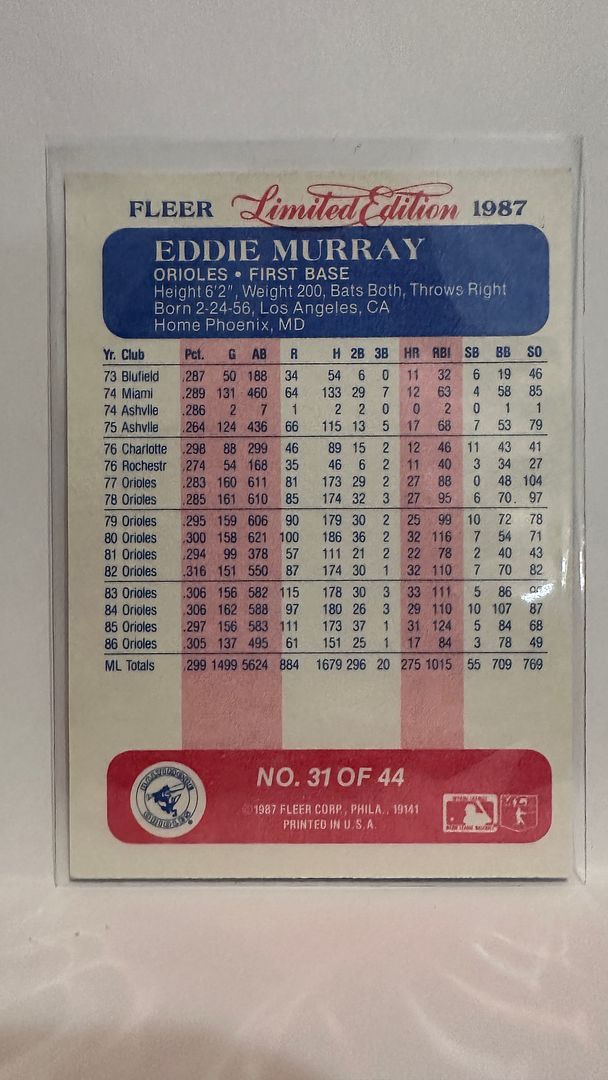 FLEER Limited Edition 1987
EDDIE MURRAY
ORIOLES • FIRST BASE
Height 6'2", Weight 200, Bats Both, Throws Right
Born 2-24-56, Los Angeles, CA
Home Phoenix, MD
Yr. Club Pct. G AB R H 2B 3B HR RBI SB BB SO
73 Blufield .287 50 188 34 54 6 0 11 32 6 19 46
74 Miami .289 131 460 64 133 29 7 12 63 4 58 85
74 Ashvlle .286 2 7 1 2 2 0 0 2 0 1 1
75 Ashvlle .264 124 436 66 115 13 5 17 68 7 53 79
76 Charlotte .298 88 299 46 89 15 2 12 46 11 43 41
76 Rochestr .274 54 168 35 46 6 2 11 40 3 34 27
77 Orioles .283 160 611 81 173 29 2 27 88 0 48 104
78 Orioles .285 161 610 85 174 32 3 27 95 6 70 97
79 Orioles .295 159 606 90 179 30 2 25 99 10 72 78
80 Orioles .300 158 621 100 186 36 2 32 116 7 54 71
81 Orioles .294 99 378 57 111 21 2 22 78 2 40 43
82 Orioles .316 151 550 87 174 30 1 32 110 7 70 82
83 Orioles .306 156 582 115 178 30 3 33 111 5 86
84 Orioles .306 162 588 97 180 26 3 29 110 10 107 87
85 Orioles .297 156 583 111 173 37 1 31 124 5 84 68
86 Orioles .305 137 495 61 151 25 1 17 84 3 78 49
ML Totals .299 1499 5624 884 1679 296 20 275 1015 55 709 769
NO. 31 OF 44
©1987 FLEER CORP., PHILA., 19141
PRINTED IN U.S.A.